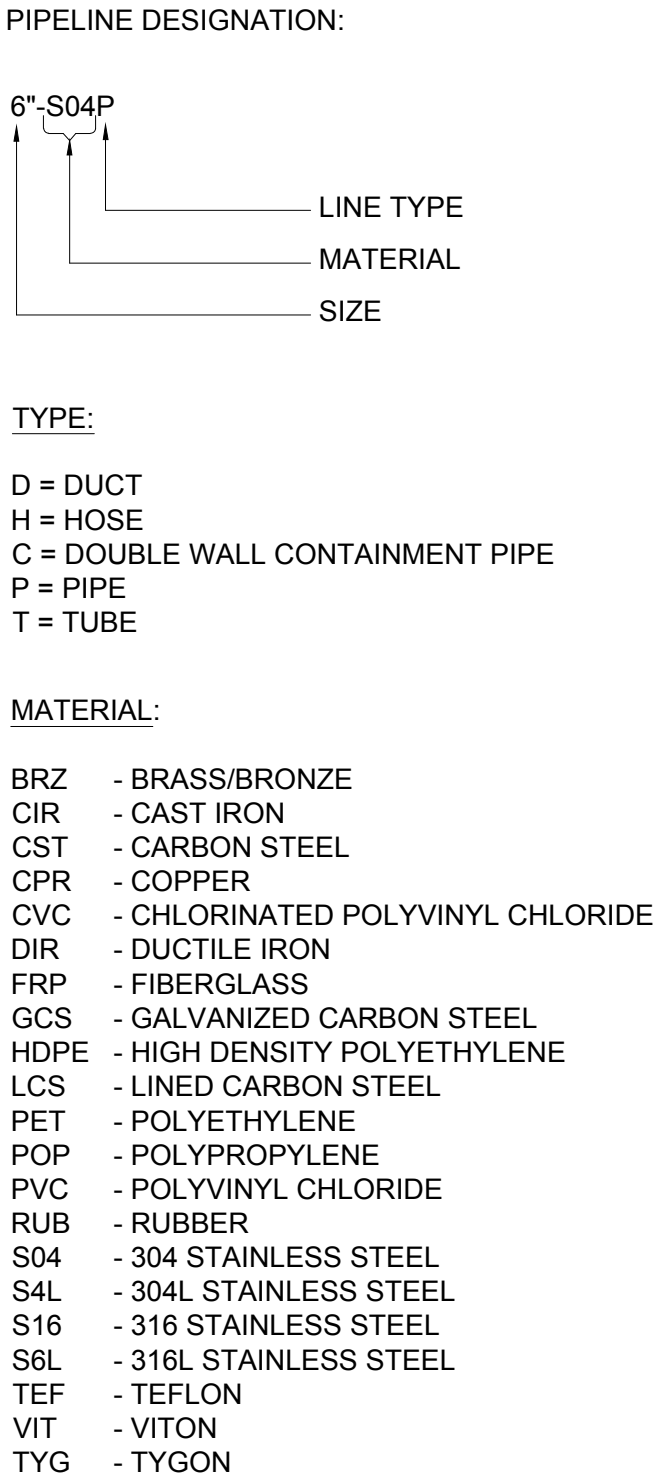 PIPELINE DESIGNATION:
6"-S04P
LINE TYPE
MATERIAL
SIZE
TYPE:
D = DUCT
H = HOSE
C = DOUBLE WALL CONTAINMENT PIPE
P = PIPE
T = TUBE
MATERIAL:
BRZ - BRASS/BRONZE
CIR - CAST IRON
CST - CARBON STEEL
CPR - COPPER
CVC - CHLORINATED POLYVINYL CHLORIDE
DIR - DUCTILE IRON
FRP - FIBERGLASS
GCS - GALVANIZED CARBON STEEL
HDPE - HIGH DENSITY POLYETHYLENE
LCS - LINED CARBON STEEL
PET - POLYETHYLENE
POP - POLYPROPYLENE
PVC - POLYVINYL CHLORIDE
RUB - RUBBER
S04 - 304 STAINLESS STEEL
S4L - 304L STAINLESS STEEL
S16 - 316 STAINLESS STEEL
S6L - 316L STAINLESS STEEL
TEF - TEFLON
VIT - VITON
TYG - TYGON